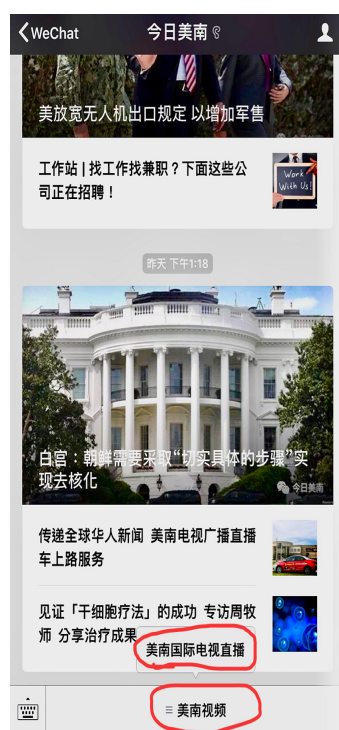 WeChat
今日美南
美放宽无人机出口规定 以增加军售
今日美南
工作站 | 找工作找兼职？下面这些公
司正在招聘！
Work
With Us!
昨天 下午1:18
白宫：朝鲜需要采取“切实具体的步骤”实
现去核化
今日美南
传递全球华人新闻 美南电视广播直播
车上路服务
见证「干细胞疗法」的成功 专访周牧
师 分享治疗成果
美南国际电视直播
美南视频